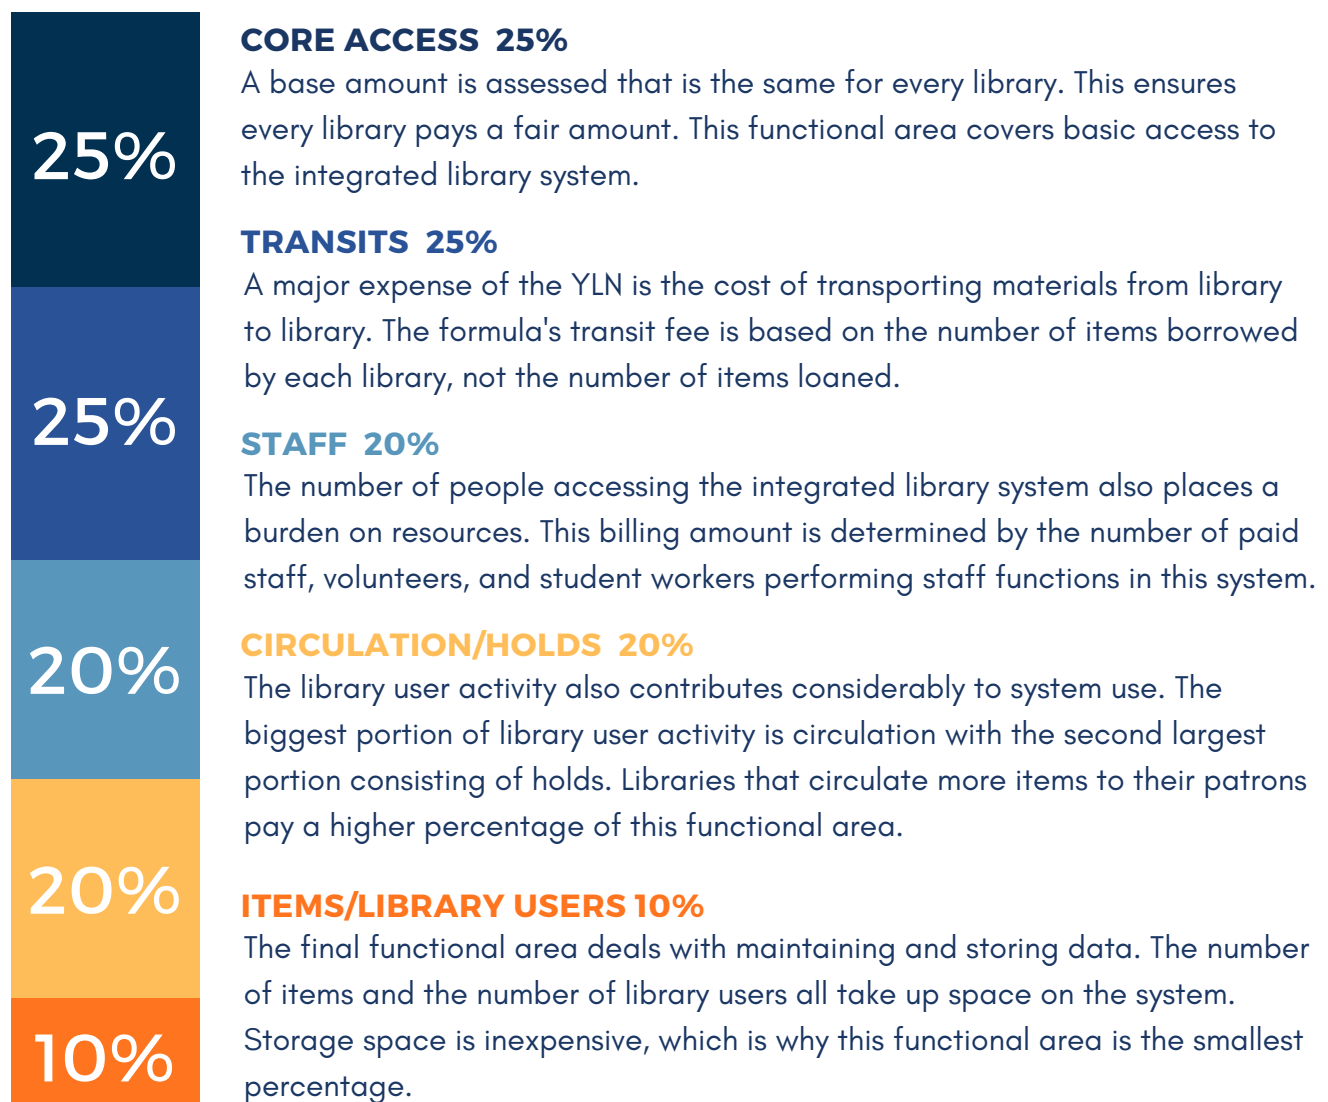 25%
CORE ACCESS 25%
A base amount is assessed that is the same for every library. This ensures
every library pays a fair amount. This functional area covers basic access to
the integrated library system.
25%
TRANSITS 25%
A major expense of the YLN is the cost of transporting materials from library
to library. The formula's transit fee is based on the number of items borrowed
by each library, not the number of items loaned.
20%
STAFF 20%
The number of people accessing the integrated library system also places a
burden on resources. This billing amount is determined by the number of paid
staff, volunteers, and student workers performing staff functions in this system.
20%
CIRCULATION/HOLDS 20%
The library user activity also contributes considerably to system use. The
biggest portion of library user activity is circulation with the second largest
portion consisting of holds. Libraries that circulate more items to their patrons
pay a higher percentage of this functional area.
10%
ITEMS/LIBRARY USERS 10%
The final functional area deals with maintaining and storing data. The number
of items and the number of library users all take up space on the system.
Storage space is inexpensive, which is why this functional area is the smallest
percentage.